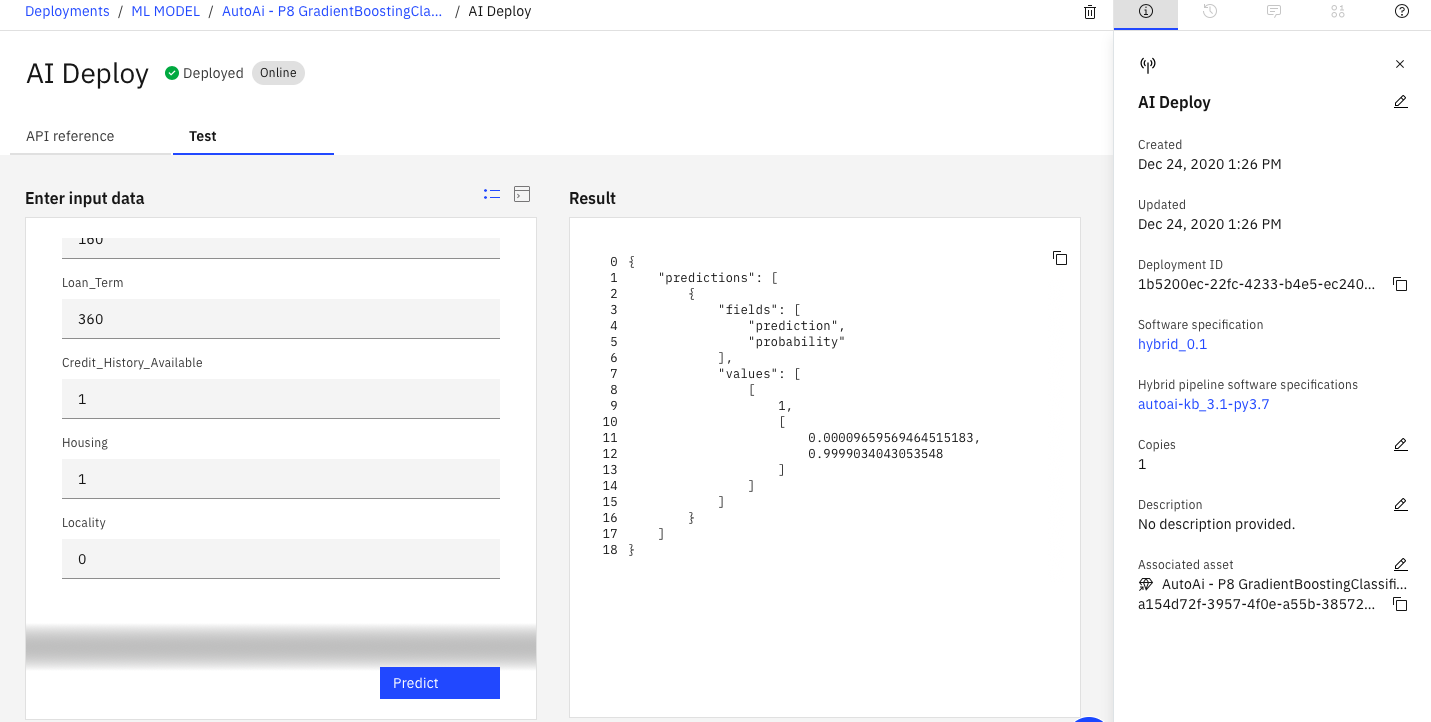 Deployments / ML MODEL / AutoAi - P8 GradientBoostingCla... / AI Deploy
AI Deploy Deployed Online
API reference Test
Enter input data
160
Loan_Term
360
Credit_History_Available
1
Housing
1
Locality
0
Predict
Result
0 {
1 "predictions": [
2 {
3 "fields": [
4 "prediction",
5 "probability"
6 ],
7 "values": [
8 [
9 1,
10 [
11 0.00009659569464515183,
12 0.9999034043053548
13 ]
14 ]
15 ]
16 }
17 ]
18 }
AI Deploy
Created
Dec 24, 2020 1:26 PM
Updated
Dec 24, 2020 1:26 PM
Deployment ID
1b5200ec-22fc-4233-b4e5-ec240...
Software specification
hybrid_0.1
Hybrid pipeline software specifications
autoai-kb_3.1-py3.7
Copies
1
Description
No description provided.
Associated asset
AutoAi - P8 GradientBoostingClassifi...
a154d72f-3957-4f0e-a55b-38572...